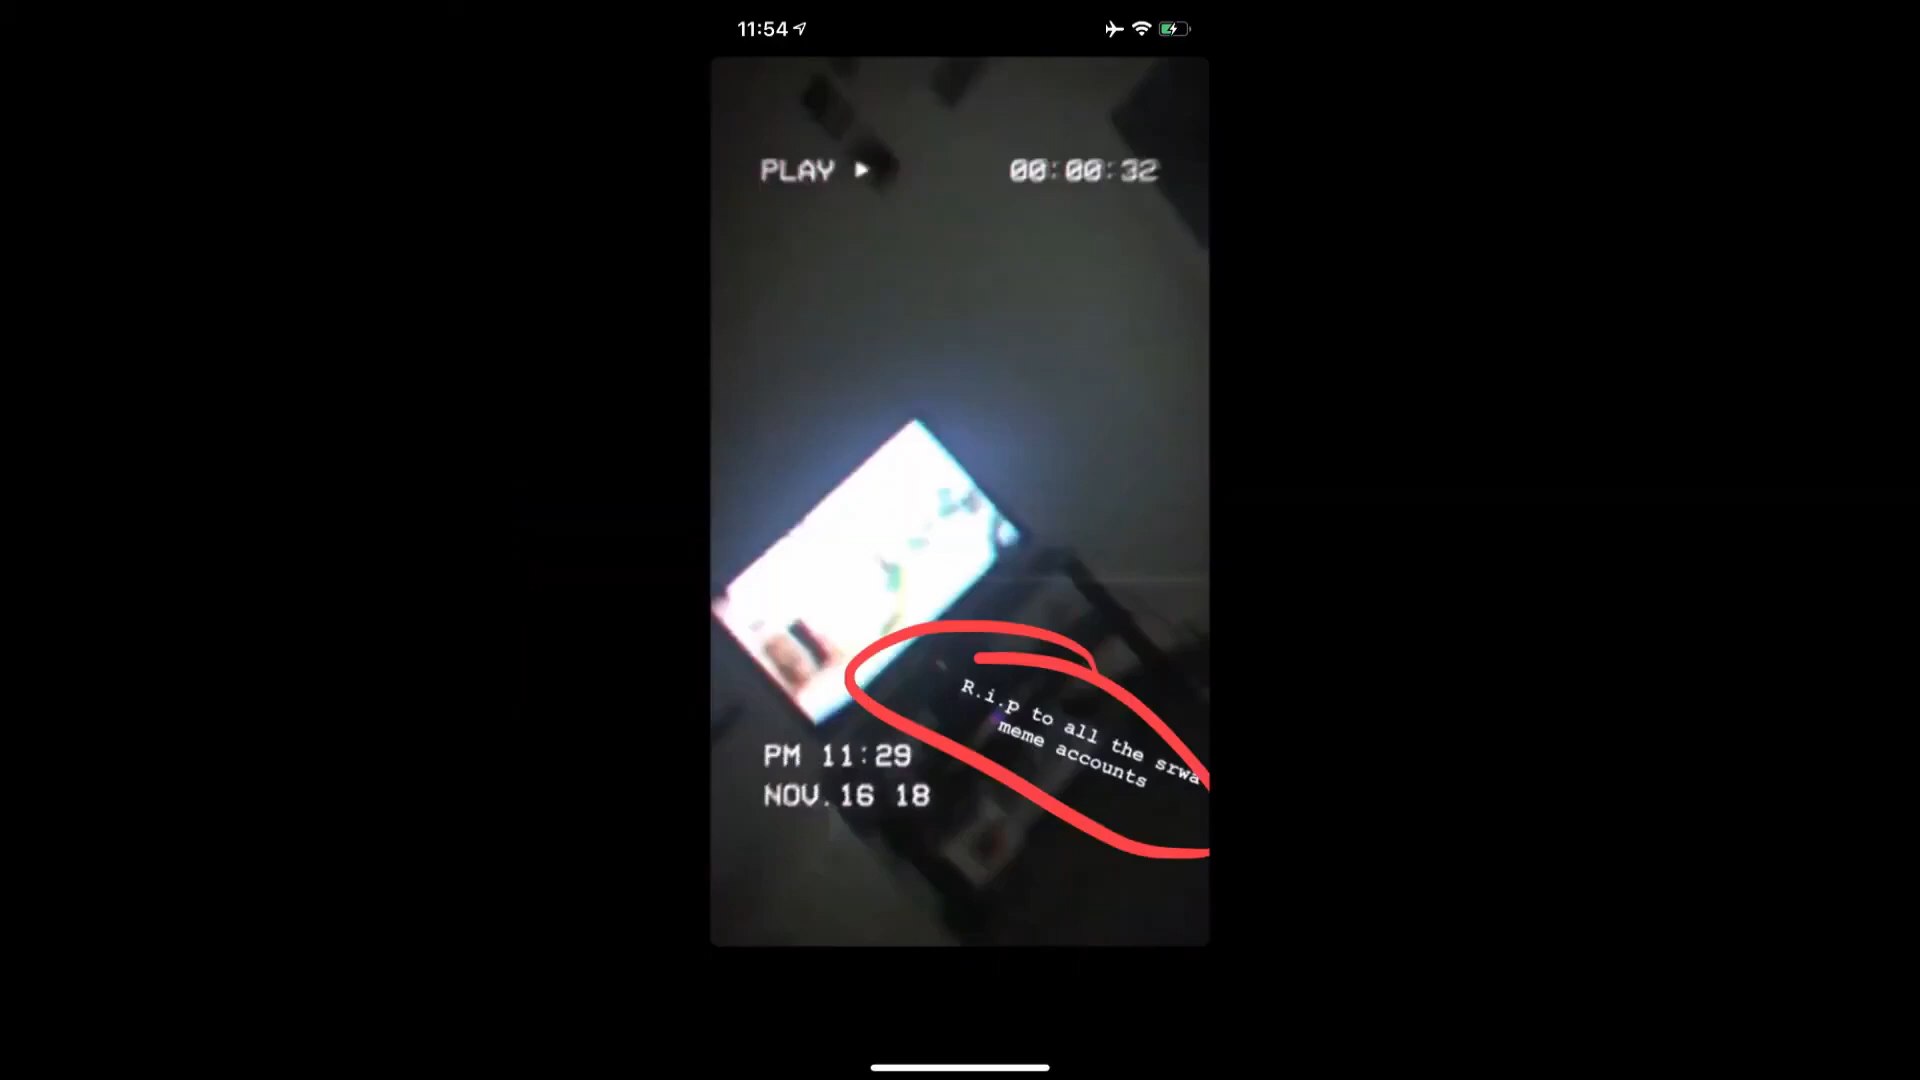 11:54
PLAY
00:00:32
R.i.p to all the srwa
meme accounts
PM 11:29
NOV. 16 18